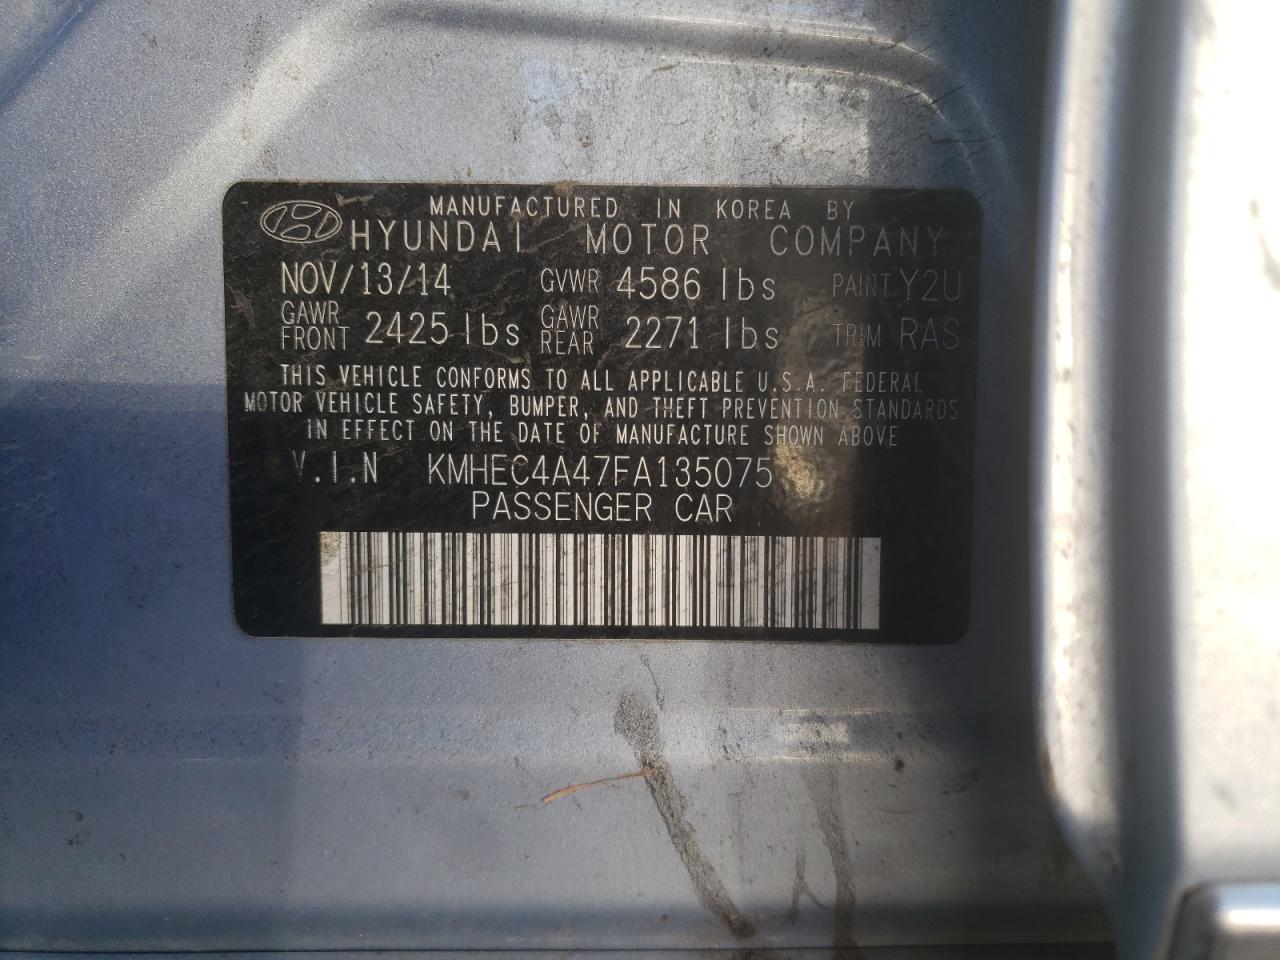 MANUFACTURED IN KOREA BY
HYUNDAI MOTOR COMPANY
NOV/13/14 GVWR 4586 lbs PAINT Y2U
GAWR FRONT 2425 lbs GAWR REAR 2271 lbs TRIM RAS
THIS VEHICLE CONFORMS TO ALL APPLICABLE U.S.A. FEDERAL
MOTOR VEHICLE SAFETY, BUMPER, AND THEFT PREVENTION STANDARDS
IN EFFECT ON THE DATE OF MANUFACTURE SHOWN ABOVE
V.I.N KMHEC4A47FA135075
PASSENGER CAR